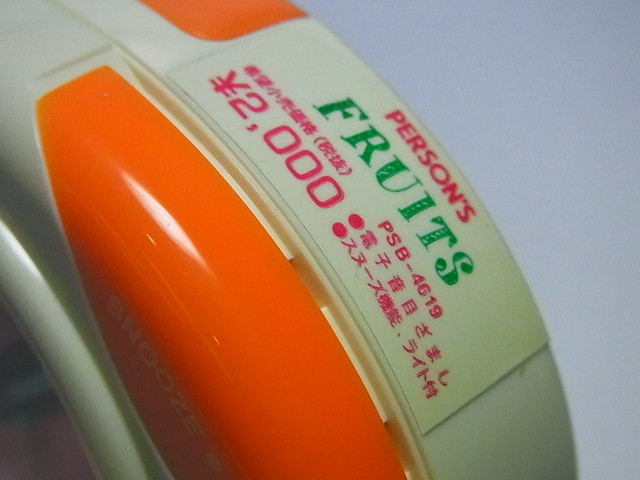 PERSON'S
FRUITS
希望小売価格(税抜)
¥2,000
PSB-4619
●電子音目ざまし
●スヌーズ機能、ライト付
SNOOZE